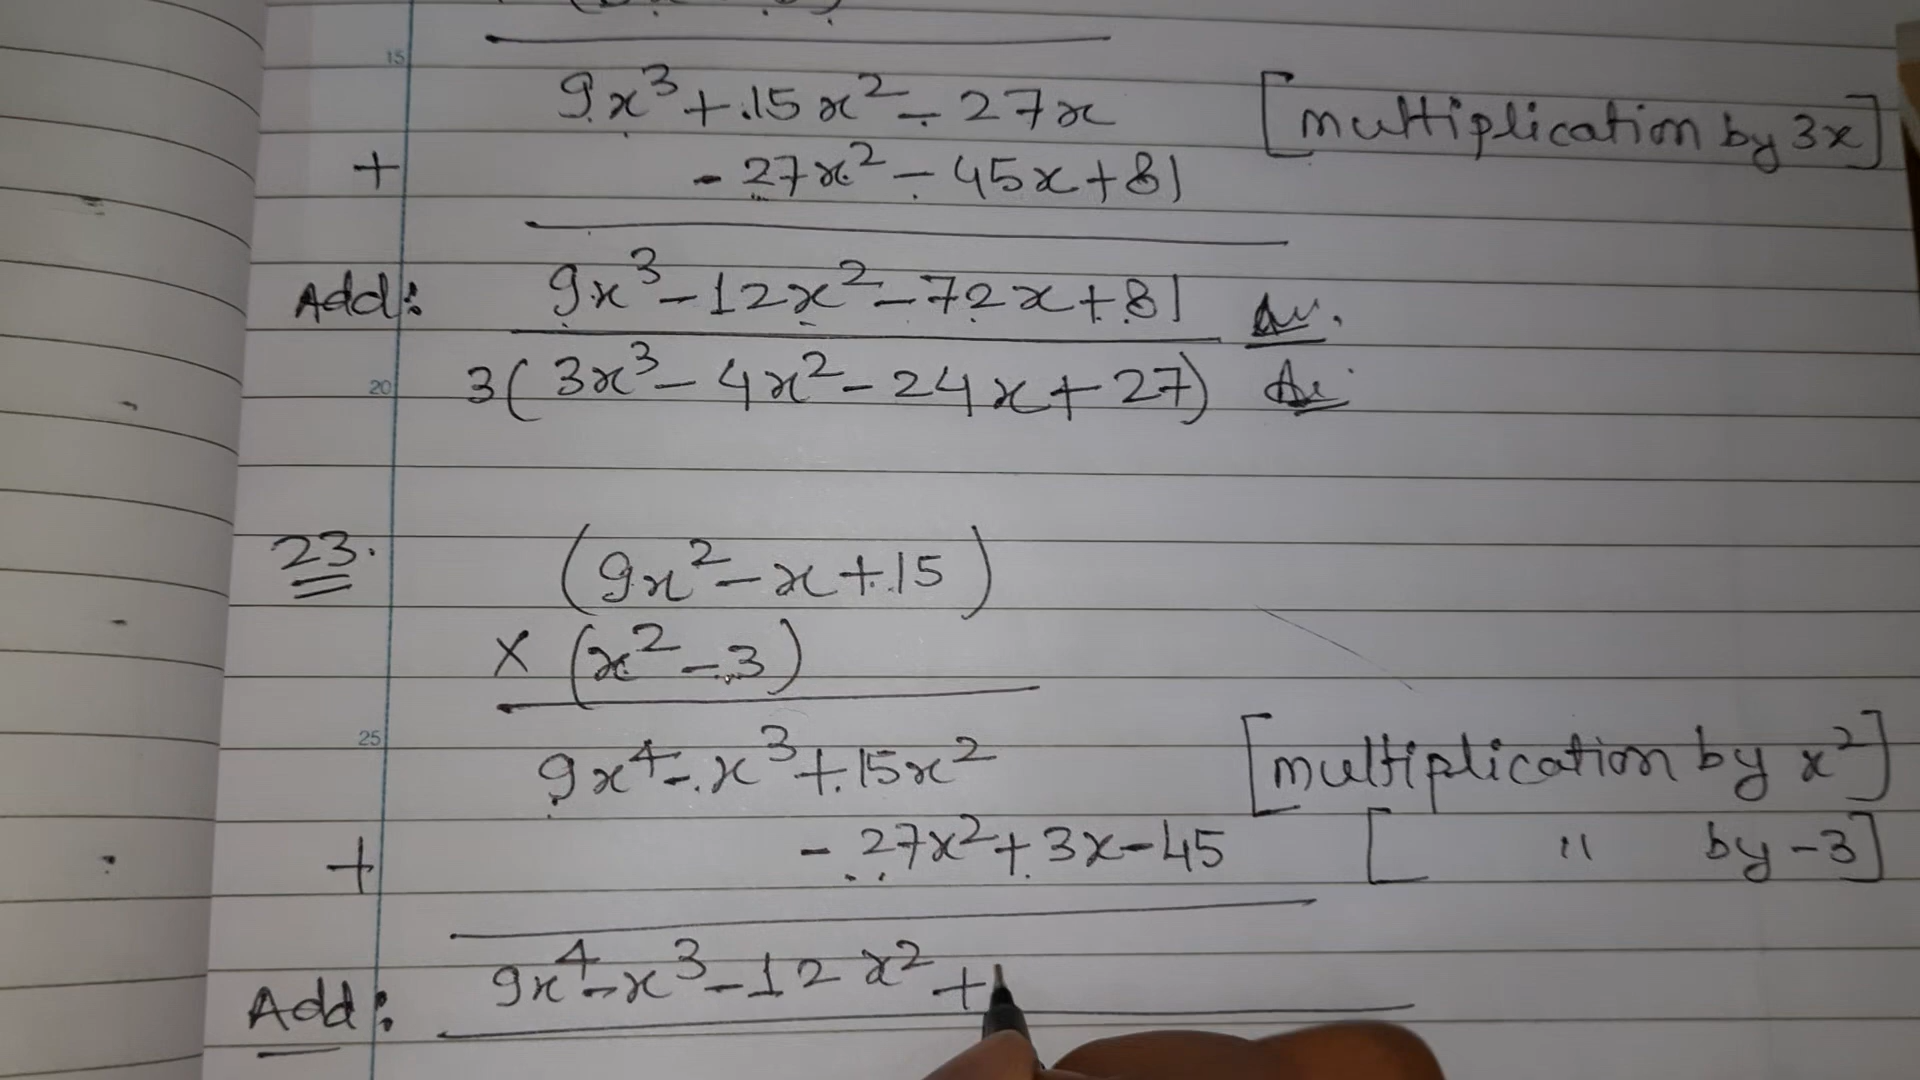 15
9x³ + 15x² - 27x [multiplication by 3x]
+ - 27x² - 45x + 81
Add: 9x³ - 12x² - 72x + 81
20 3(3x³ - 4x² - 24x + 27)
23. (9x² - x + 15)
× (x² - 3)
25
9x⁴ - x³ + 15x² [multiplication by x²]
+ - 27x² + 3x - 45 [ " by -3]
Add: 9x⁴ - x³ - 12x² +